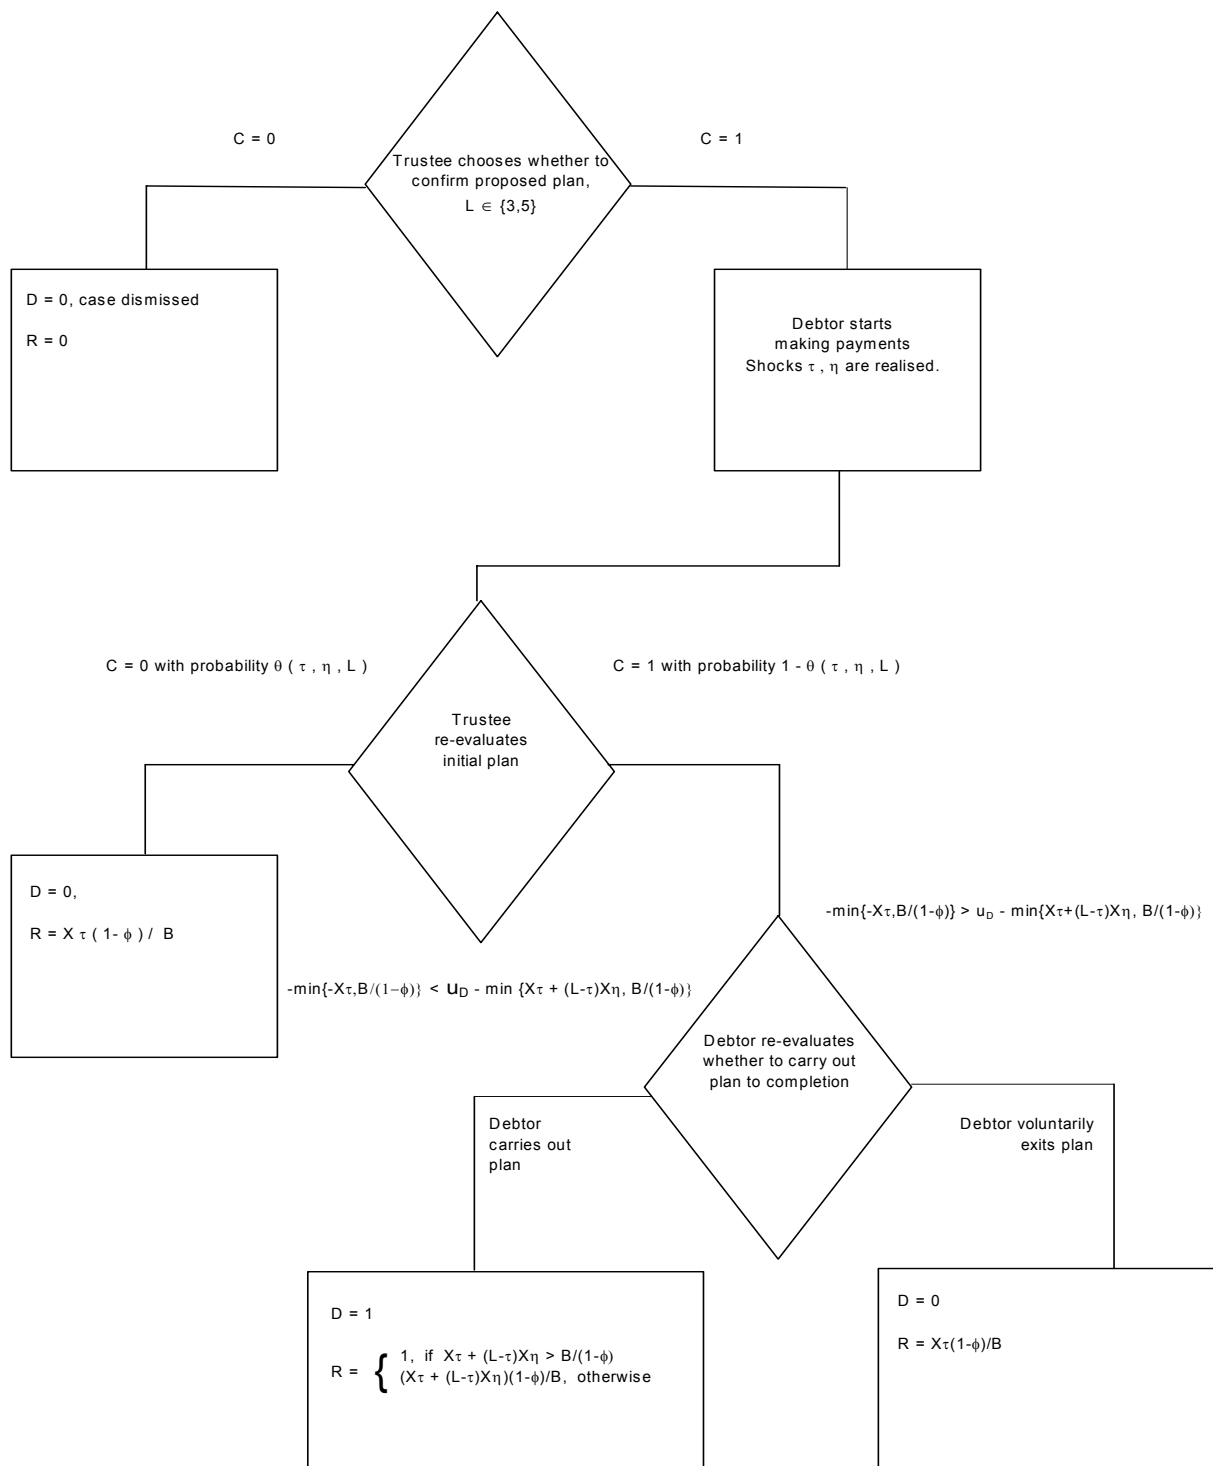 C = 0
C = 1
Trustee chooses whether to
confirm proposed plan,
L ∈ {3,5}
D = 0, case dismissed
R = 0
Debtor starts
making payments
Shocks τ , η are realised.
C = 0 with probability θ ( τ , η , L )
C = 1 with probability 1 - θ ( τ , η , L )
Trustee
re-evaluates
initial plan
D = 0,
R = X τ ( 1- ϕ ) / B
-min{-Xτ,B/(1-ϕ)} > u_D - min{Xτ+(L-τ)Xη, B/(1-ϕ)}
-min{-Xτ,B/(1−ϕ)} < u_D - min {Xτ + (L-τ)Xη, B/(1-ϕ)}
Debtor re-evaluates
whether to carry out
plan to completion
Debtor
carries out
plan
Debtor voluntarily
exits plan
D = 1
R = { 1, if Xτ + (L-τ)Xη > B/(1-ϕ)
(Xτ + (L-τ)Xη)(1-ϕ)/B, otherwise
D = 0
R = Xτ(1-ϕ)/B